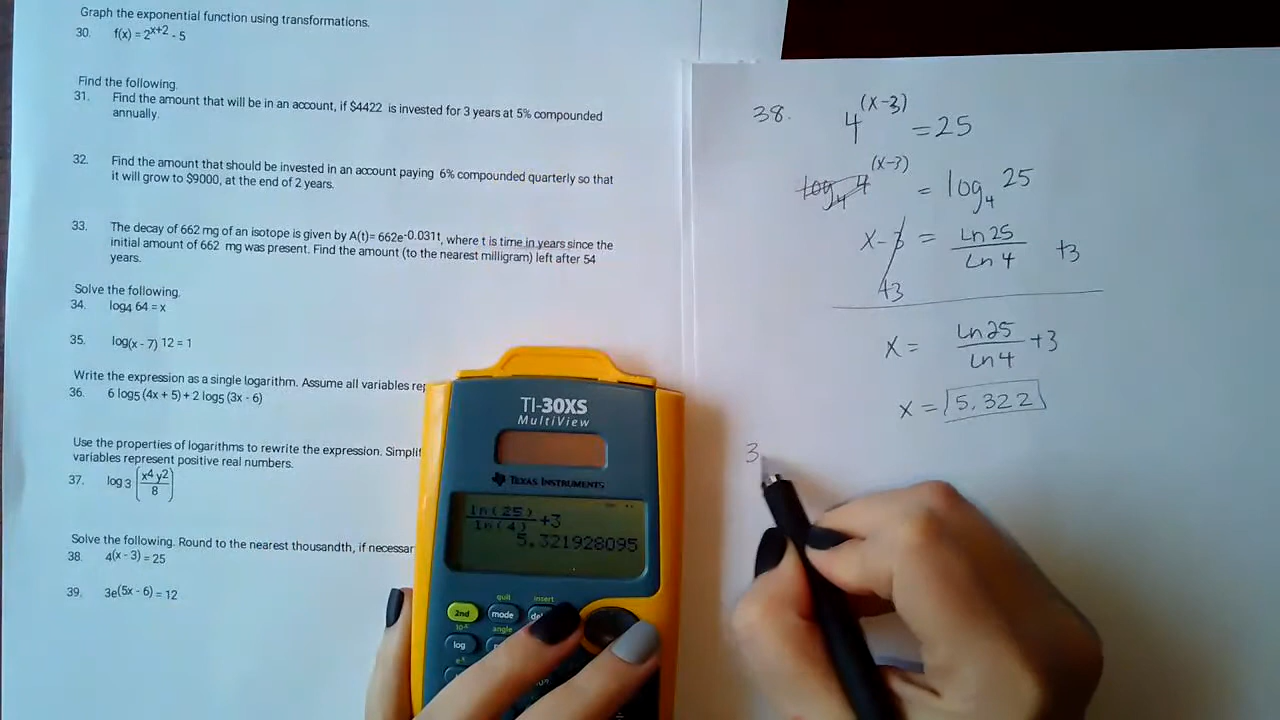 Graph the exponential function using transformations.
30. f(x) = 2^x+2 - 5
Find the following.
31. Find the amount that will be in an account, if $4422 is invested for 3 years at 5% compounded
annually.
32. Find the amount that should be invested in an account paying 6% compounded quarterly so that
it will grow to $9000, at the end of 2 years.
33. The decay of 662 mg of an isotope is given by A(t)= 662e-0.031t, where t is time in years since the
initial amount of 662 mg was present. Find the amount (to the nearest milligram) left after 54
years.
Solve the following.
34. log4 64 = x
35. log(x - 7) 12 = 1
Write the expression as a single logarithm. Assume all variables re
36. 6 log5 (4x + 5) + 2 log5 (3x - 6)
Use the properties of logarithms to rewrite the expression. Simplif
variables represent positive real numbers.
37. log3 (x4 y2 / 8)
Solve the following. Round to the nearest thousandth, if necessar
38. 4(x - 3) = 25
39. 3e(5x - 6) = 12
38. 4^(x-3) = 25
log4 4^(x-3) = log4 25
x-3 = ln25/ln4 +3
+3
x = ln25/ln4 +3
x = 5.322
3
TI-30XS
MultiView
TEXAS INSTRUMENTS
ln(25)/ln(4)+3
5.321928095
quit insert
2nd mode
angle
log